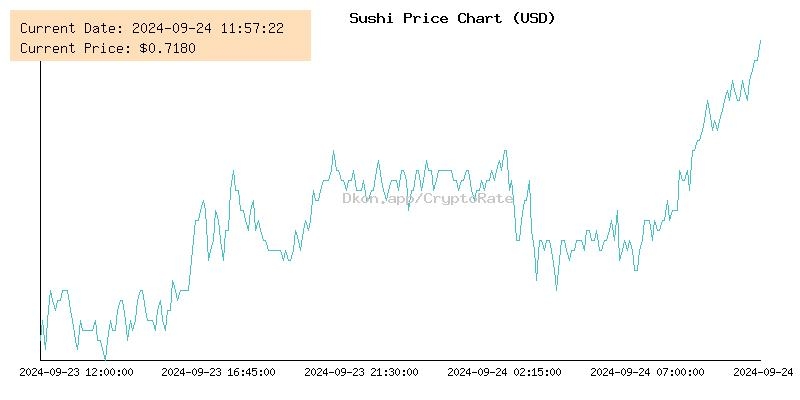 Sushi Price Chart (USD)
Current Date: 2024-09-24 11:57:22
Current Price: $0.7180
Dkon.app/CryptoRate
2024-09-23 12:00:00 2024-09-23 16:45:00 2024-09-23 21:30:00 2024-09-24 02:15:00 2024-09-24 07:00:00 2024-09-24